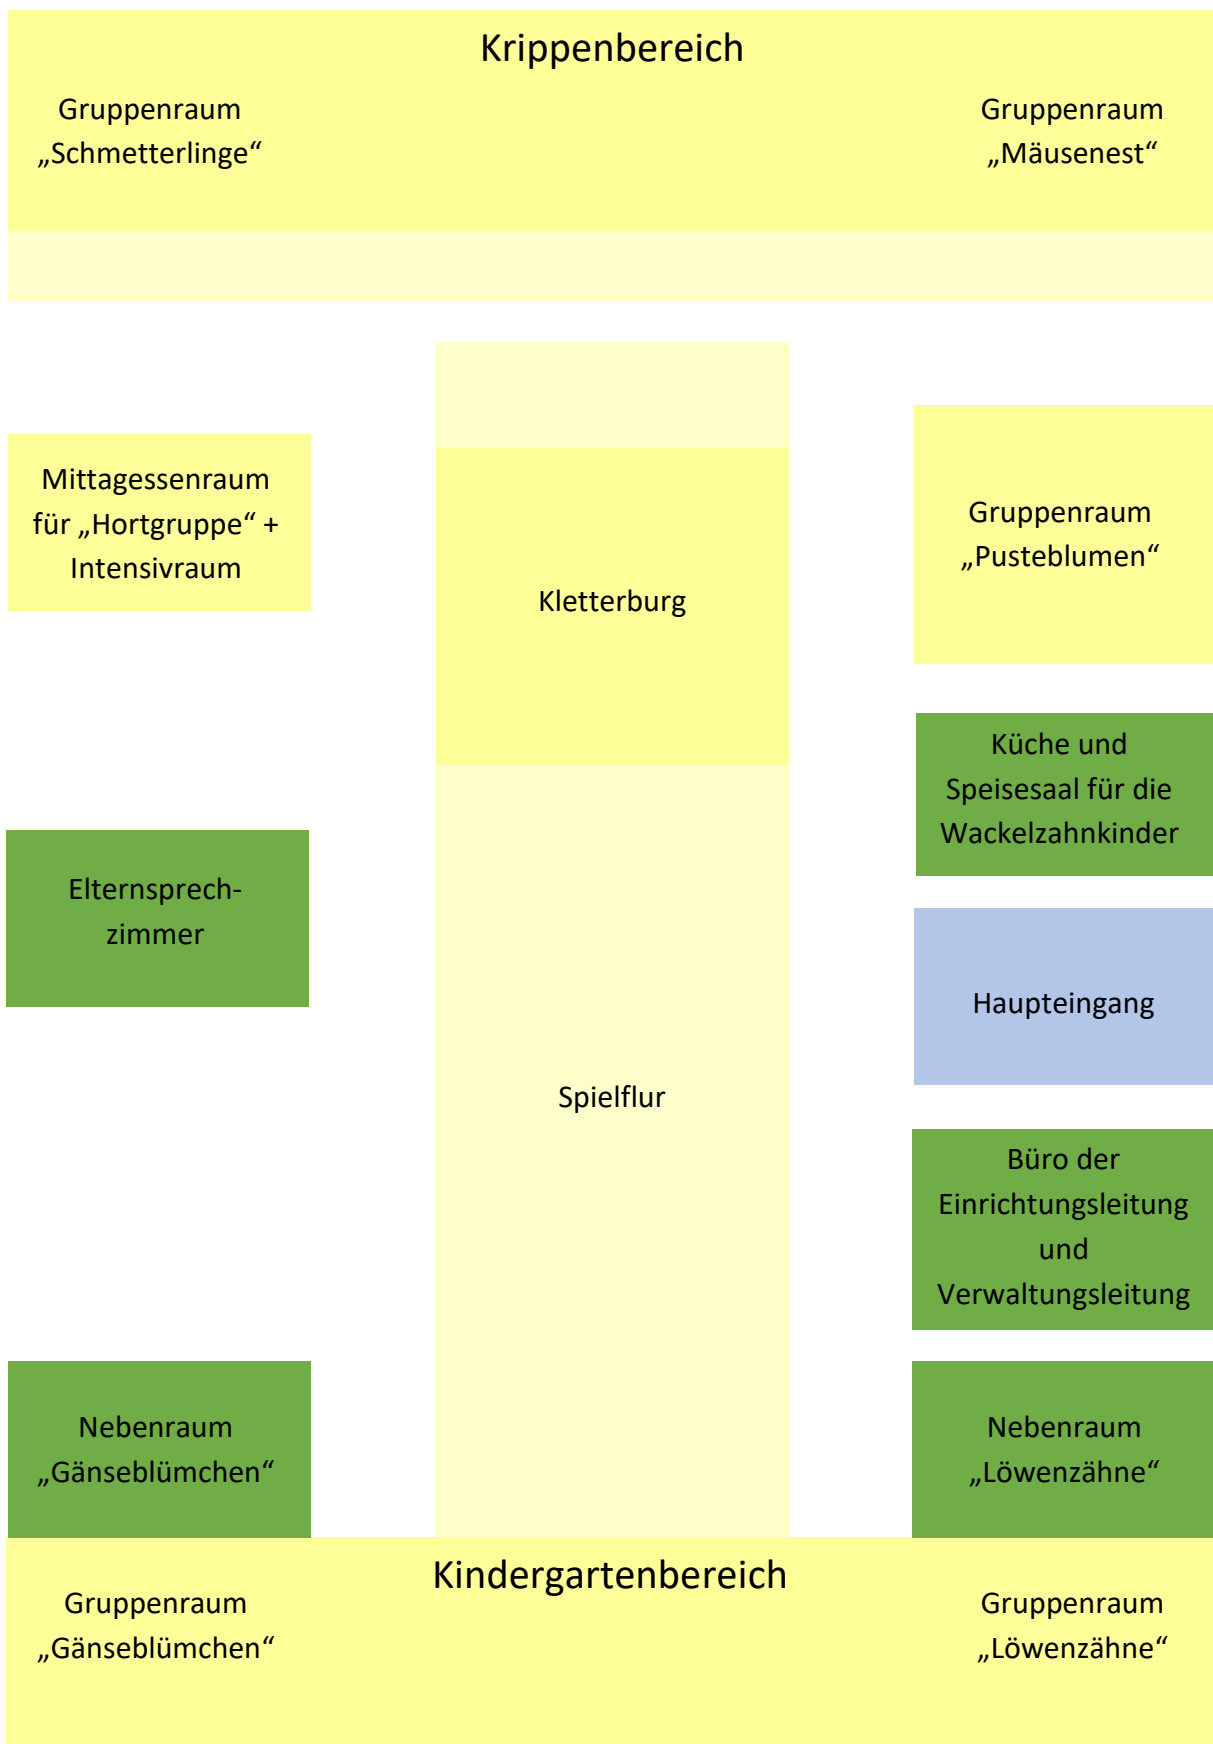 Krippenbereich
Gruppenraum
„Schmetterlinge“
Gruppenraum
„Mäusenest“
Mittagessenraum
für „Hortgruppe“ +
Intensivraum
Kletterburg
Gruppenraum
„Pusteblumen“
Küche und
Speisesaal für die
Wackelzahnkinder
Elternsprech-
zimmer
Haupteingang
Spielflur
Büro der
Einrichtungsleitung
und
Verwaltungsleitung
Nebenraum
„Gänseblümchen“
Nebenraum
„Löwenzähne“
Kindergartenbereich
Gruppenraum
„Gänseblümchen“
Gruppenraum
„Löwenzähne“